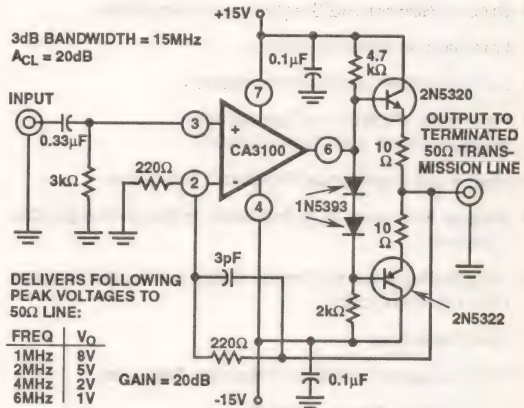 +15V
3dB BANDWIDTH = 15MHz
ACL = 20dB
0.1µF
4.7
kΩ
7
2N5320
INPUT
OUTPUT TO
TERMINATED
50Ω TRANS-
MISSION LINE
0.33µF
3
+
CA3100
6
10
Ω
220Ω
2
-
3kΩ
1N5393
4
10
Ω
3pF
DELIVERS FOLLOWING
PEAK VOLTAGES TO
50Ω LINE:
2kΩ
2N5322
FREQ VO
1MHz 8V
2MHz 5V
4MHz 2V
6MHz 1V
220Ω
GAIN = 20dB
0.1µF
-15V